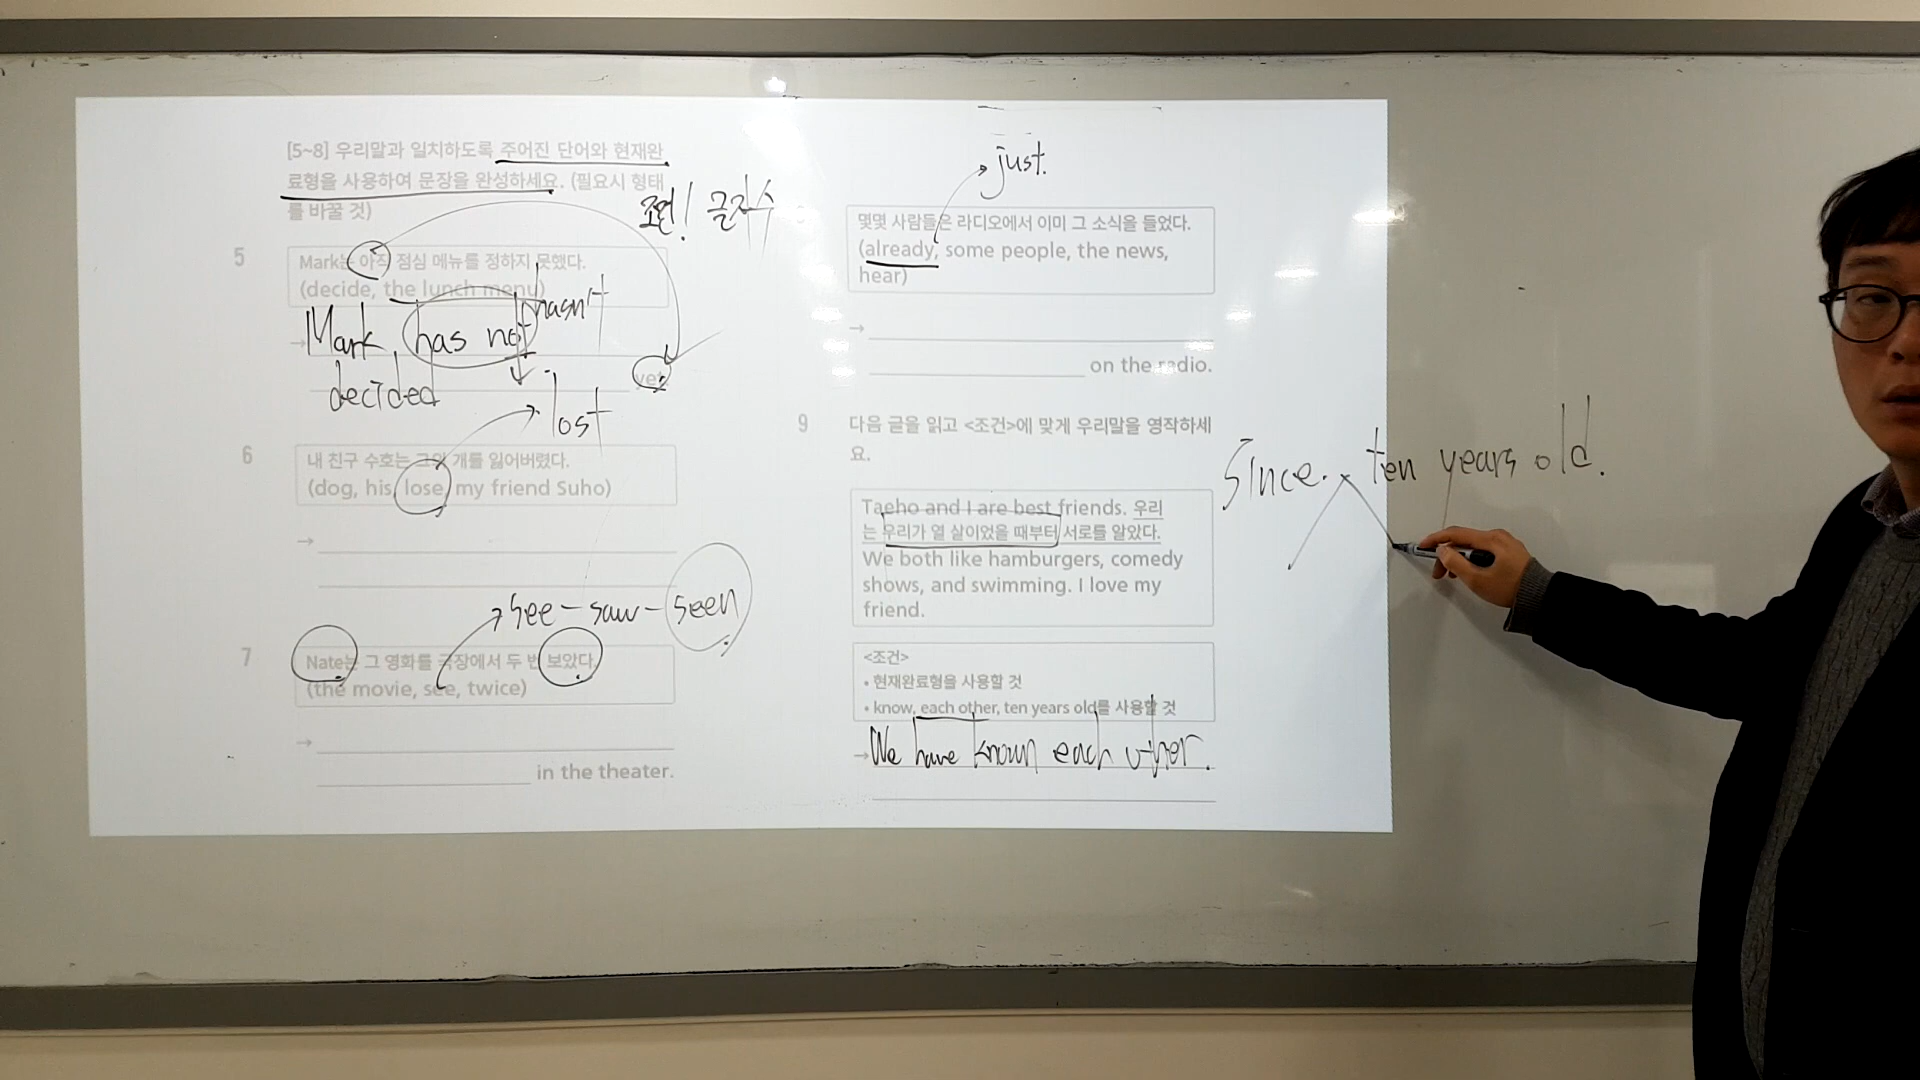 [5~8] 우리말과 일치하도록 주어진 단어와 현재완
료형을 사용하여 문장을 완성하세요. (필요시 형태
를 바꿀 것)
조건! 글자수
5
Mark는 아직 점심 메뉴를 정하지 못했다.
(decide, the lunch menu)
hasn't
→ Mark has not
decided
yet.
lost
6
내 친구 수호는 그의 개를 잃어버렸다.
(dog, his, lose, my friend Suho)
→
see - saw - seen
7
Nate는 그 영화를 극장에서 두 번 보았다.
(the movie, see, twice)
→
in the theater.
just.
몇몇 사람들은 라디오에서 이미 그 소식을 들었다.
(already, some people, the news,
hear)
→
on the radio.
9
다음 글을 읽고 <조건>에 맞게 우리말을 영작하세
요.
Since. ten years old.
Taeho and I are best friends. 우리
는 우리가 열 살이었을 때부터 서로를 알았다.
We both like hamburgers, comedy
shows, and swimming. I love my
friend.
<조건>
• 현재완료형을 사용할 것
• know, each other, ten years old를 사용할 것
→ We have known each other.